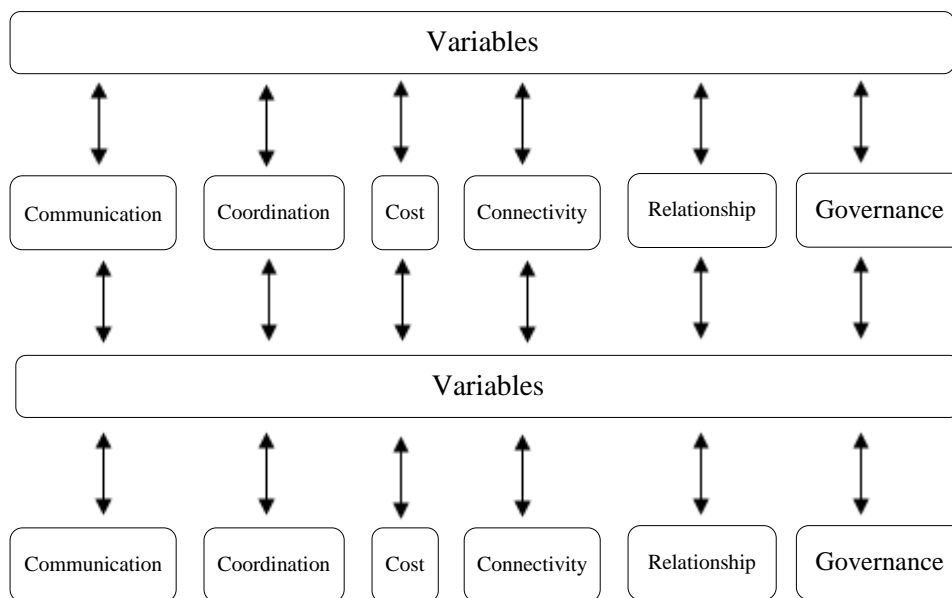 Variables
Communication Coordination Cost Connectivity Relationship Governance
Variables
Communication Coordination Cost Connectivity Relationship Governance